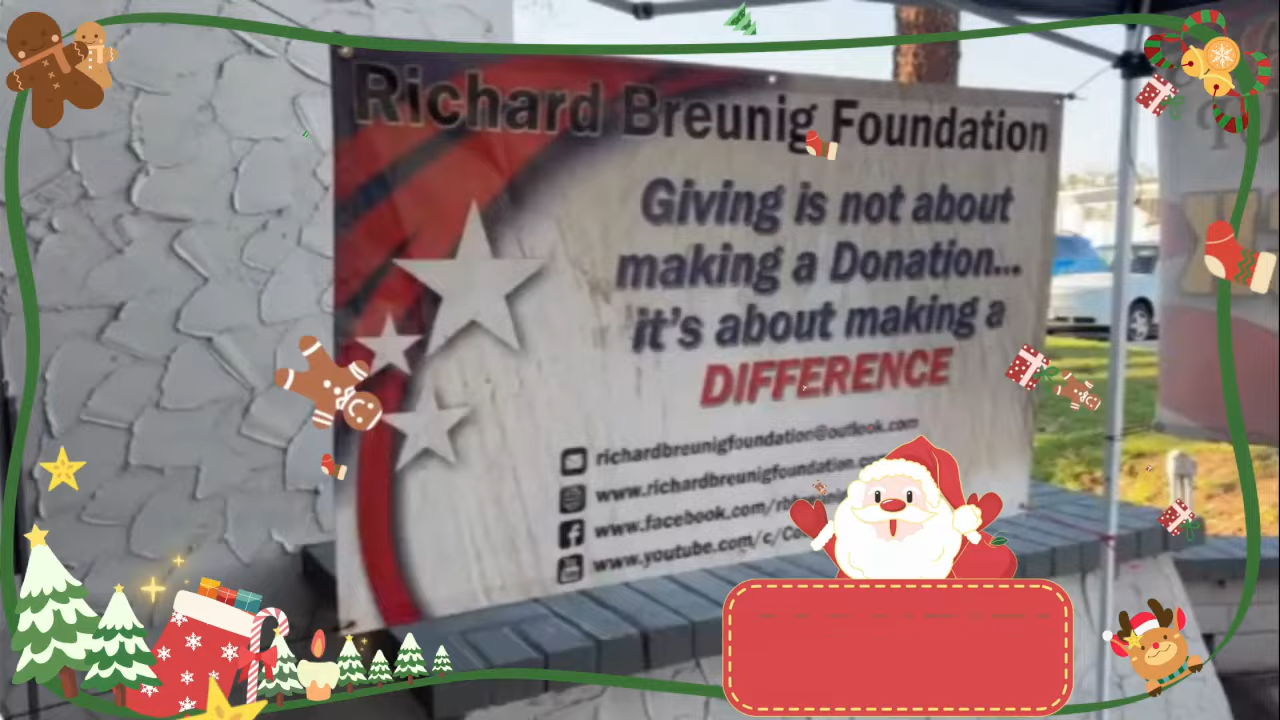 Richard Breunig Foundation
Giving is not about
making a Donation...
it's about making a
DIFFERENCE
richardbreunigfoundation@outlook.com
www.richardbreunigfoundation
www.facebook.com/
www.youtube.com/c/